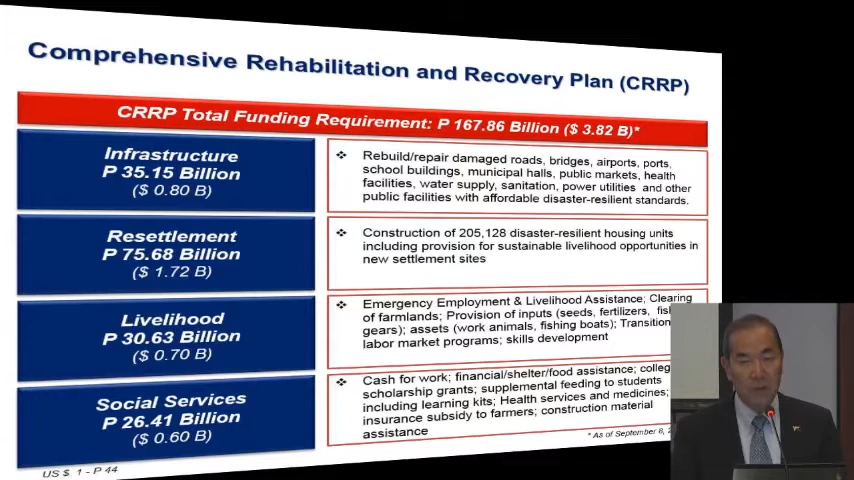 Comprehensive Rehabilitation and Recovery Plan (CRRP)
CRRP Total Funding Requirement: P 167.86 Billion ($ 3.82 B)*
Infrastructure
P 35.15 Billion
($ 0.80 B)
❖ Rebuild/repair damaged roads, bridges, airports, ports,
school buildings, municipal halls, public markets, health
facilities, water supply, sanitation, power utilities and other
public facilities with affordable disaster-resilient standards.
Resettlement
P 75.68 Billion
($ 1.72 B)
❖ Construction of 205,128 disaster-resilient housing units
including provision for sustainable livelihood opportunities in
new settlement sites
Livelihood
P 30.63 Billion
($ 0.70 B)
❖ Emergency Employment & Livelihood Assistance; Clearing
of farmlands; Provision of inputs (seeds, fertilizers,
gears); assets (work animals, fishing boats);
labor market programs; skills development
Social Services
P 26.41 Billion
($ 0.60 B)
❖ Cash for work; financial/shelter/food assistance;
scholarship grants; supplemental feeding to students
including learning kits; Health services and medicines;
insurance subsidy to farmers; construction material
assistance
* As of September 8,
US $ 1 - P 44